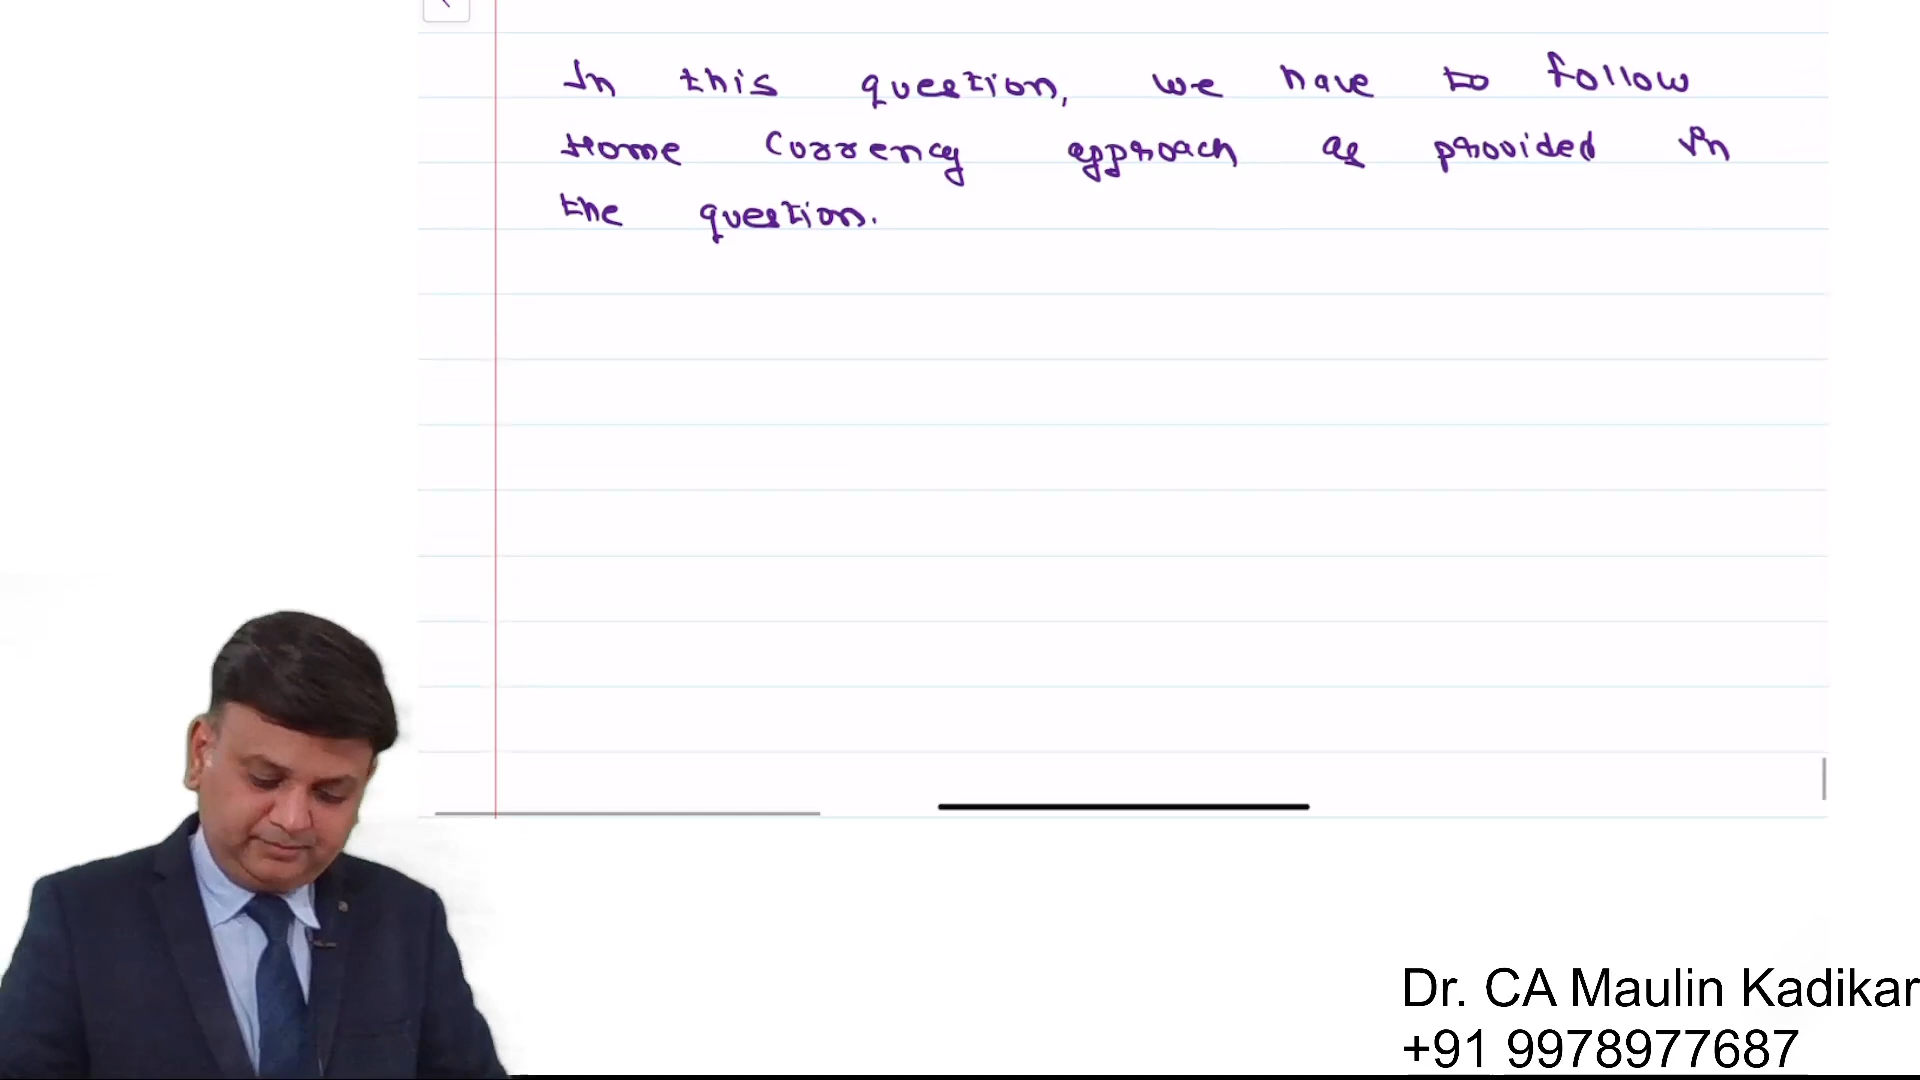 In this question, we have to follow
Home Currency approach as provided in
the question.
Dr. CA Maulin Kadikar
+91 9978977687